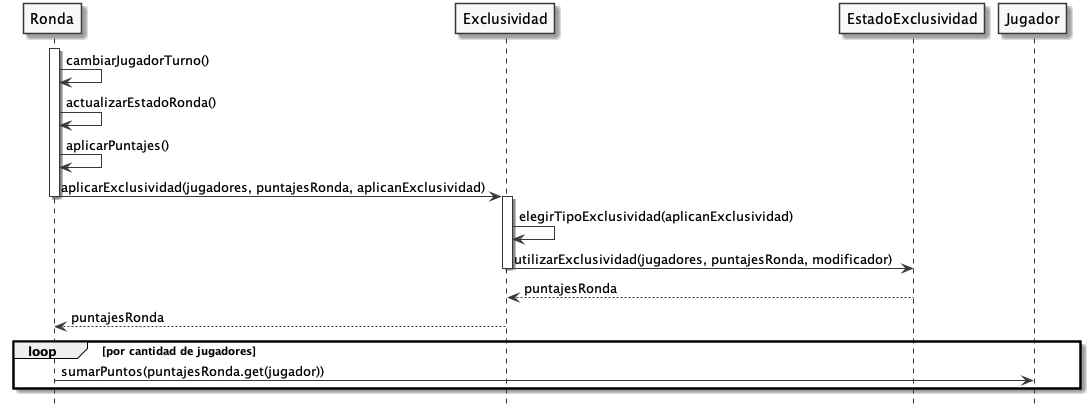 Ronda
Exclusividad
EstadoExclusividad
Jugador
cambiarJugadorTurno()
actualizarEstadoRonda()
aplicarPuntajes()
aplicarExclusividad(jugadores, puntajesRonda, aplicanExclusividad)
elegirTipoExclusividad(aplicanExclusividad)
utilizarExclusividad(jugadores, puntajesRonda, modificador)
puntajesRonda
puntajesRonda
loop [por cantidad de jugadores]
sumarPuntos(puntajesRonda.get(jugador))